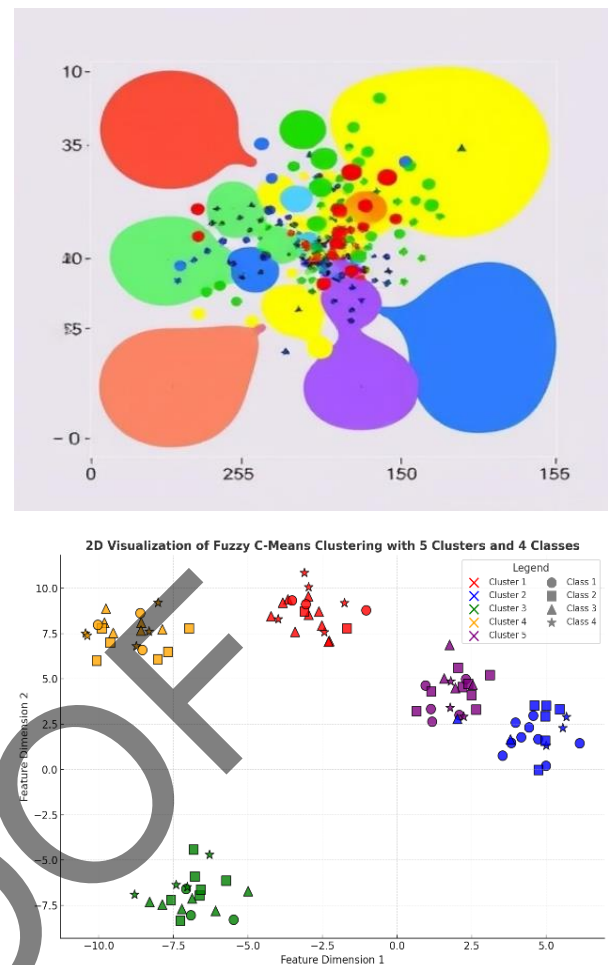 10
35
20
55
0
0 255 150 155
2D Visualization of Fuzzy C-Means Clustering with 5 Clusters and 4 Classes
Legend
Cluster 1 Class 1
Cluster 2 Class 2
Cluster 3 Class 3
Cluster 4 Class 4
Cluster 5
10.0
7.5
5.0
2.5
0.0
−2.5
−5.0
−7.5
Feature Dimension 2
−10.0 −7.5 −5.0 −2.5 0.0 2.5 5.0
Feature Dimension 1